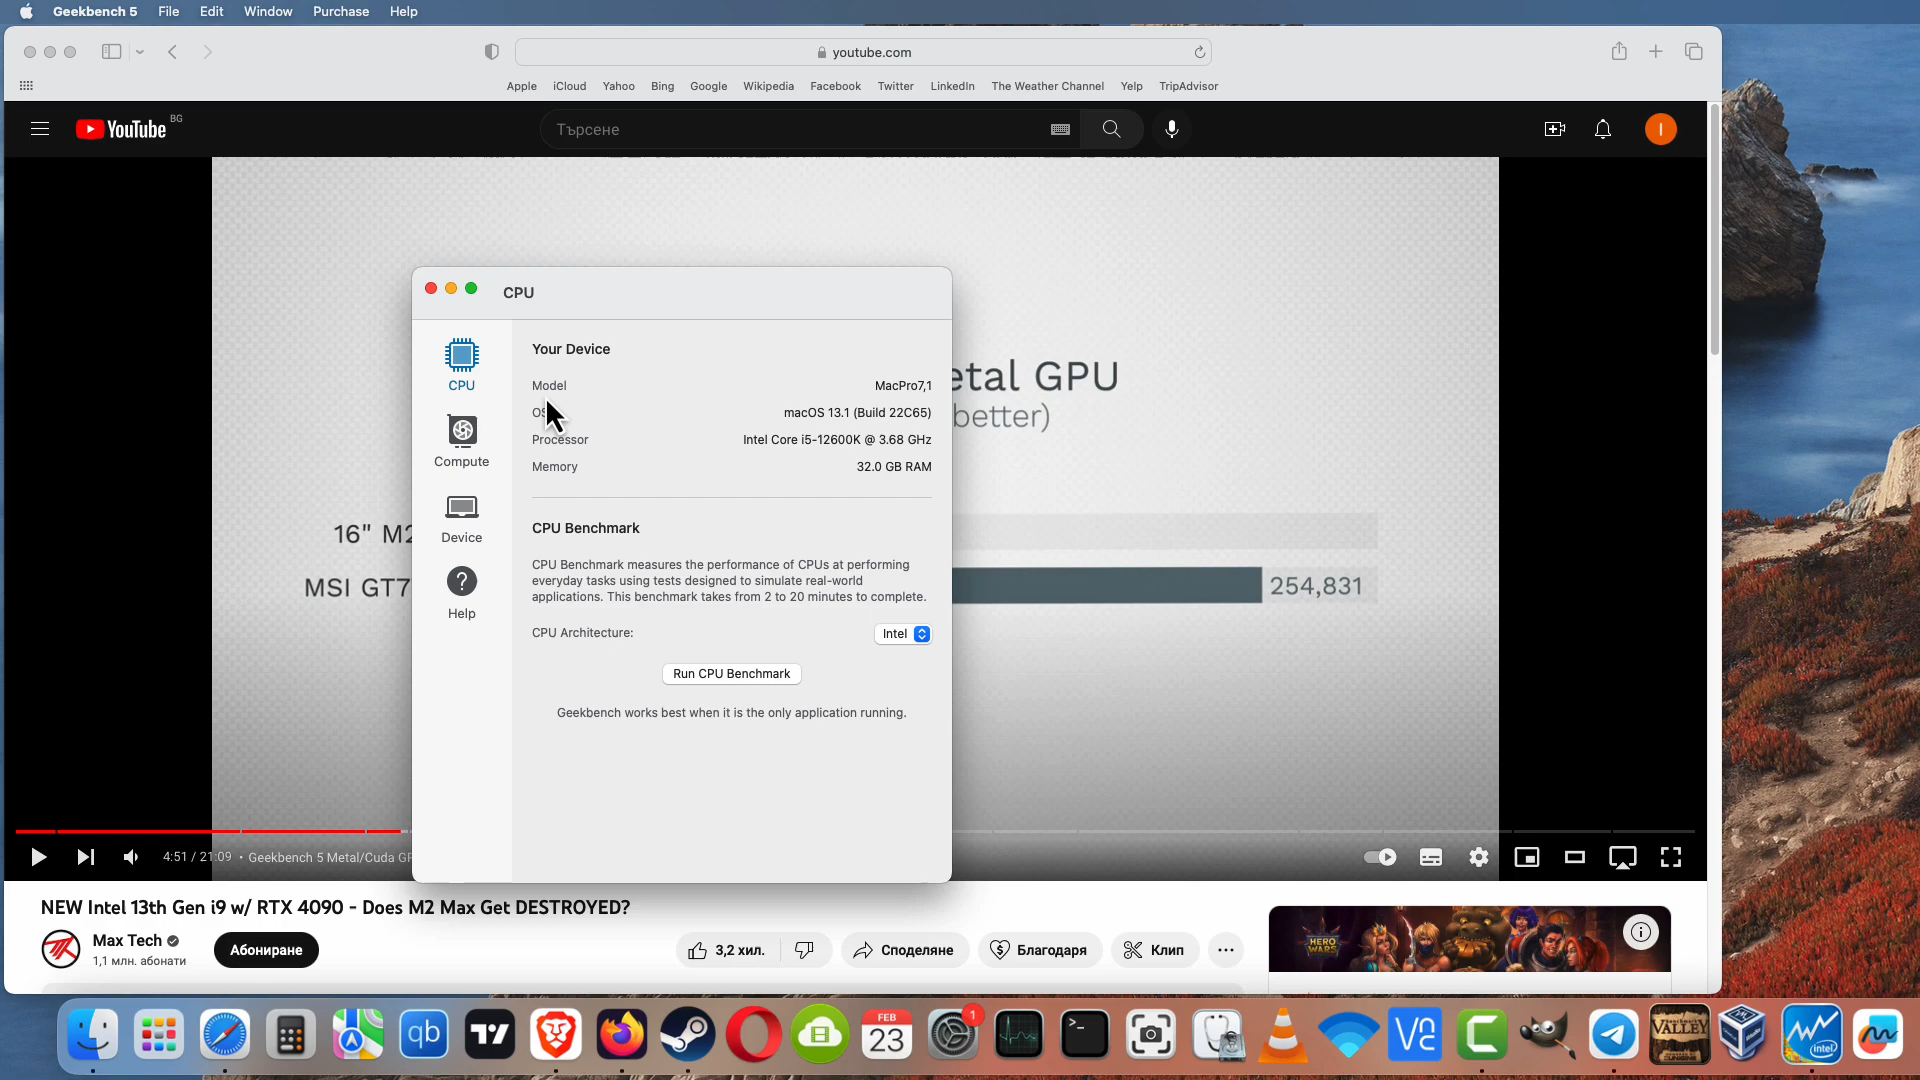 Geekbench 5 File Edit Window Purchase Help
youtube.com
Apple iCloud Yahoo Bing Google Wikipedia Facebook Twitter LinkedIn The Weather Channel Yelp TripAdvisor
YouTube BG
Търсене
I
CPU
CPU
Compute
Device
Help
Your Device
Model MacPro7,1
OS macOS 13.1 (Build 22C65)
Processor Intel Core i5-12600K @ 3.68 GHz
Memory 32.0 GB RAM
CPU Benchmark
CPU Benchmark measures the performance of CPUs at performing
everyday tasks using tests designed to simulate real-world
applications. This benchmark takes from 2 to 20 minutes to complete.
CPU Architecture: Intel
Run CPU Benchmark
Geekbench works best when it is the only application running.
etal GPU
better)
16" M2
MSI GT7
254,831
4:51 / 21:09 • Geekbench 5 Metal/Cuda GP
NEW Intel 13th Gen i9 w/ RTX 4090 - Does M2 Max Get DESTROYED?
Max Tech
1,1 млн. абонати
Абониране
3,2 хил.
Споделяне
Благодаря
Клип
HERO
WARS
qb
FEB
23
1
VALLEY
intel